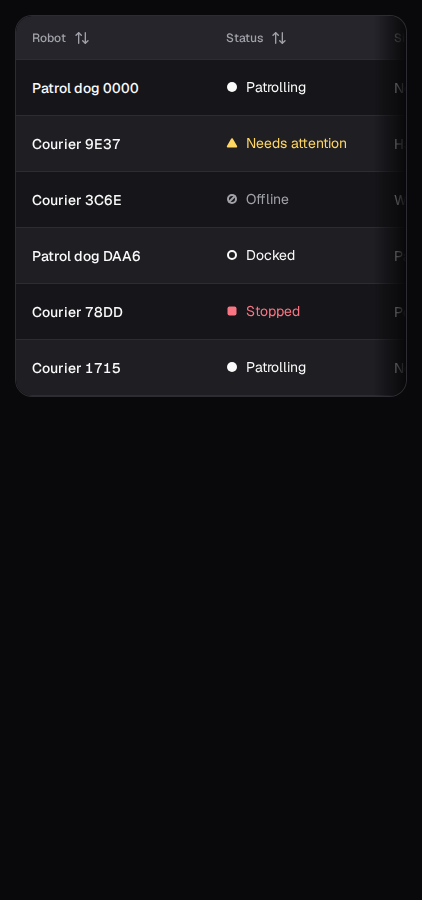 Robot Status
Patrol dog 0000 Patrolling
Courier 9E37 Needs attention
Courier 3C6E Offline
Patrol dog DAA6 Docked
Courier 78DD Stopped
Courier 1715 Patrolling